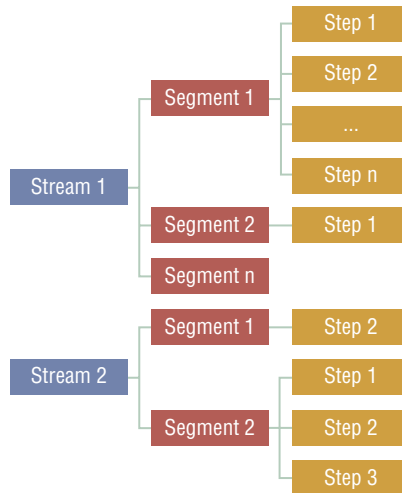 Step 1
Step 2
Segment 1
...
Step n
Stream 1
Segment 2
Step 1
Segment n
Segment 1
Step 2
Stream 2
Step 1
Segment 2
Step 2
Step 3